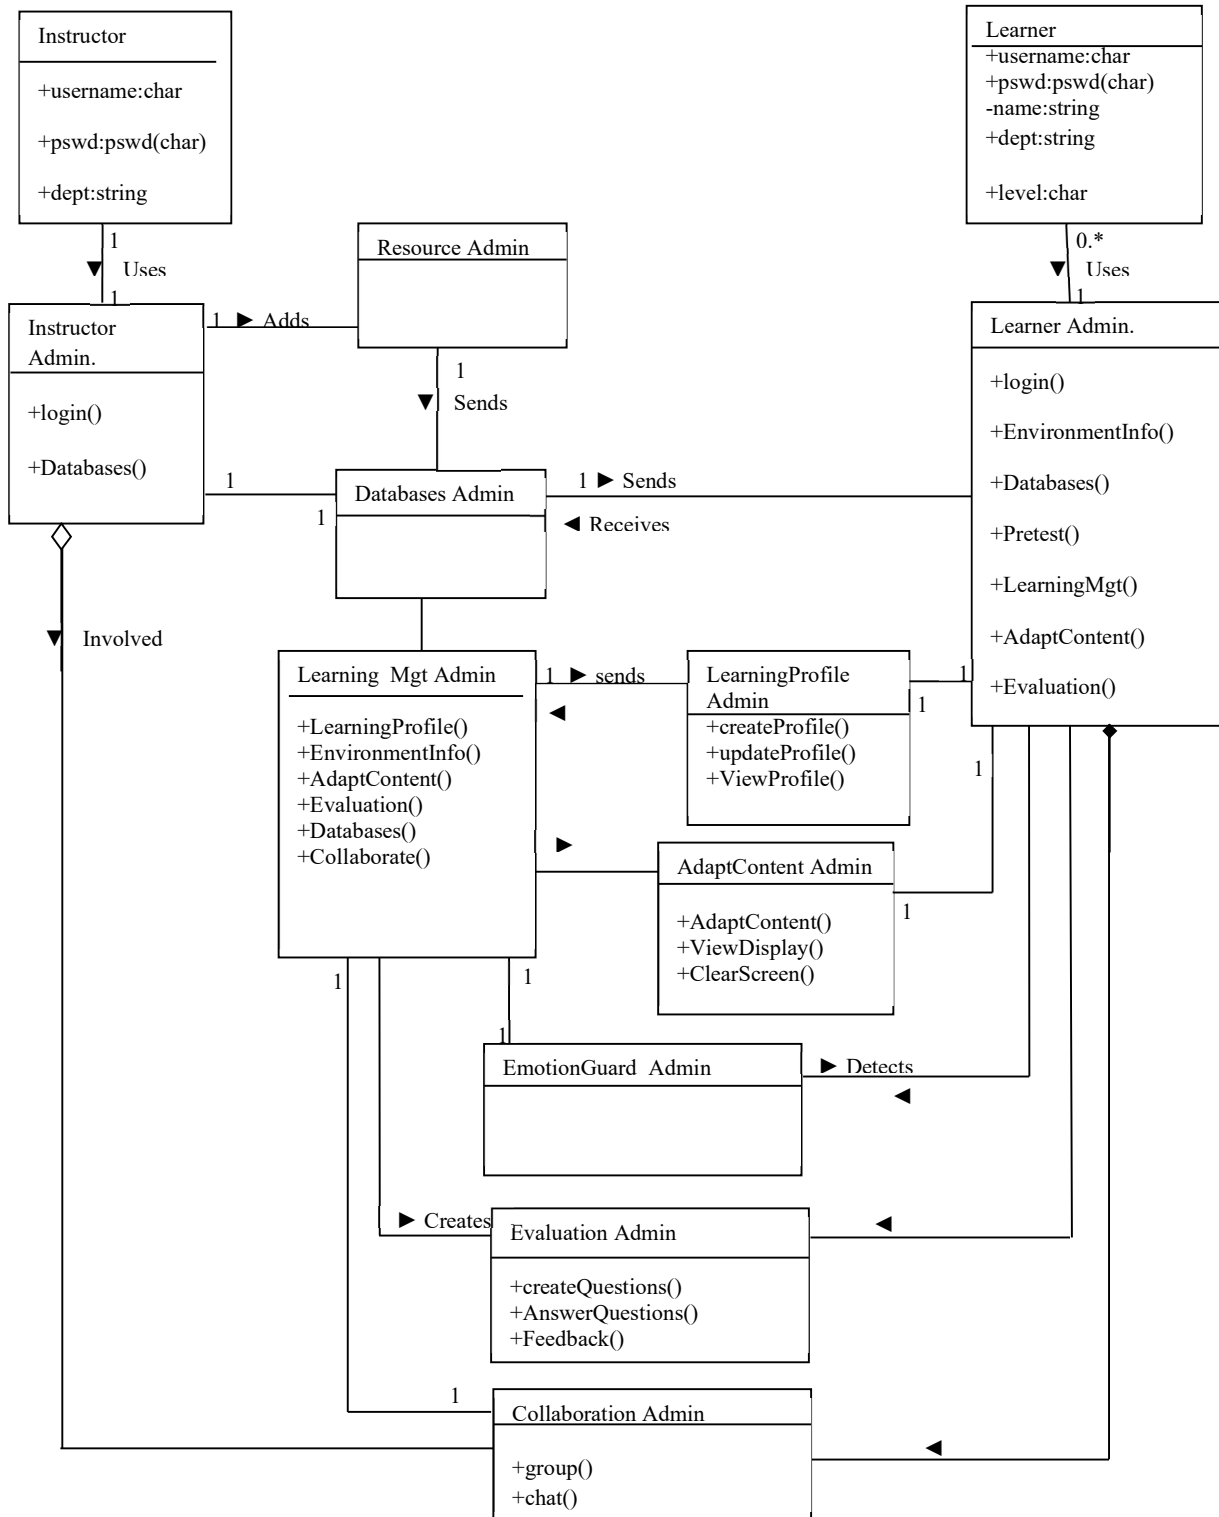 Instructor
+username:char
+pswd:pswd(char)
+dept:string
Learner
+username:char
+pswd:pswd(char)
-name:string
+dept:string
+level:char
1
▼ Uses
1
0.*
▼ Uses
1
Resource Admin
Instructor
Admin.
+login()
+Databases()
1 ► Adds
1
▼ Sends
Learner Admin.
+login()
+EnvironmentInfo()
+Databases()
+Pretest()
+LearningMgt()
+AdaptContent()
+Evaluation()
1
1
Databases Admin
1 ► Sends
◄ Receives
▼ Involved
Learning Mgt Admin
+LearningProfile()
+EnvironmentInfo()
+AdaptContent()
+Evaluation()
+Databases()
+Collaborate()
1 ► sends
◄
LearningProfile
Admin
+createProfile()
+updateProfile()
+ViewProfile()
1
1
1
►
AdaptContent Admin
+AdaptContent()
+ViewDisplay()
+ClearScreen()
1
1
1
1
EmotionGuard Admin
► Detects
◄
► Creates
Evaluation Admin
+createQuestions()
+AnswerQuestions()
+Feedback()
◄
1
Collaboration Admin
+group()
+chat()
◄